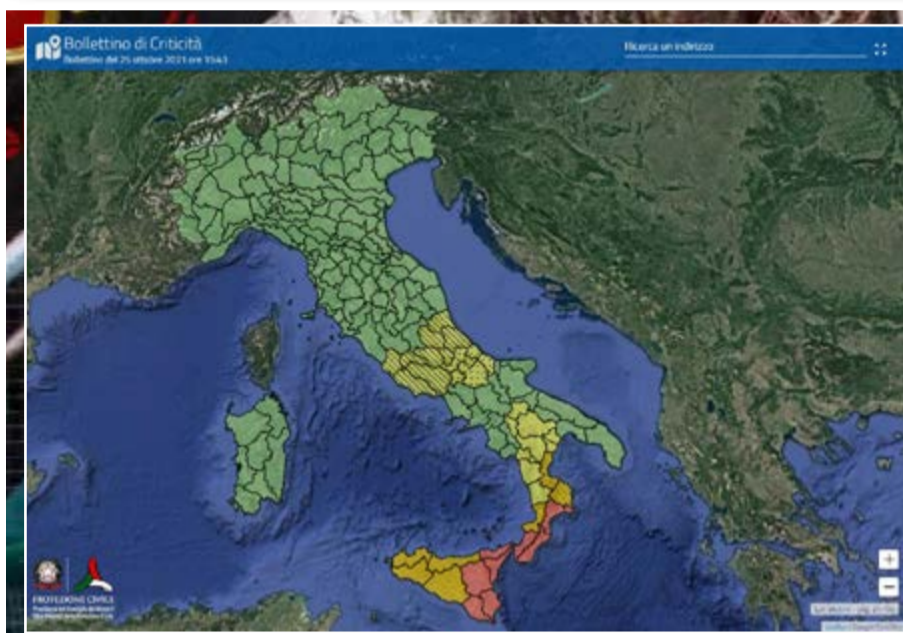 Bollettino di Criticità
Bollettino del 25 ottobre 2021 ore 15:43
Ricerca un indirizzo
PROTEZIONE CIVILE
+
−